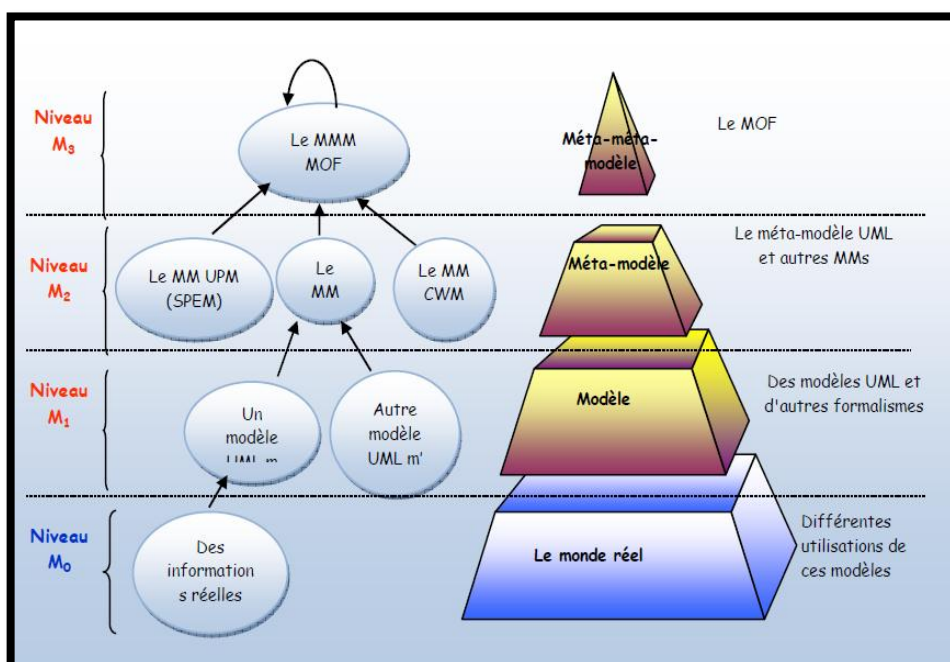 Niveau
M₃
Le MMM
MOF
Méta-méta-
modèle
Le MOF
Niveau
M₂
Le MM UPM
(SPEM)
Le
MM
Le MM
CWM
Méta-modèle
Le méta-modèle UML
et autres MMs
Niveau
M₁
Un
modèle
UML m
Autre
modèle
UML m'
Modèle
Des modèles UML et
d'autres formalismes
Niveau
M₀
Des
information
s réelles
Le monde réel
Différentes
utilisations de
ces modèles